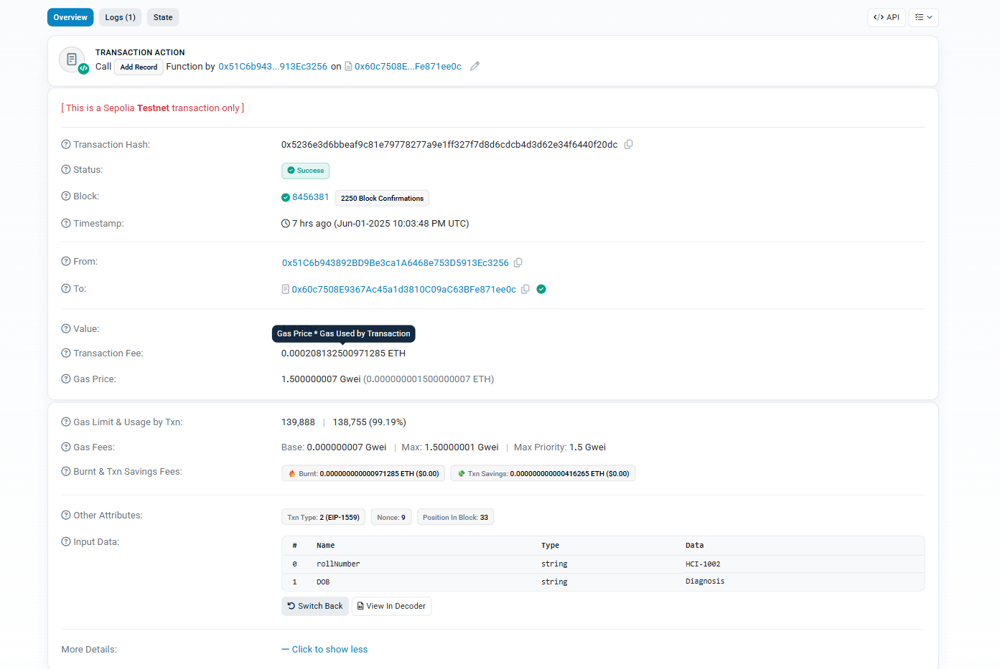 Overview Logs (1) State </> API
TRANSACTION ACTION
Call Add Record Function by 0x51C6b943...913Ec3256 on 0x60c7508E...Fe871ee0c
[ This is a Sepolia Testnet transaction only ]
Transaction Hash: 0x5236e3d6bbeaf9c81e79778277a9e1ff327f7d8d6cdcb4d3d62e34f6440f20dc
Status: Success
Block: 8456381 2250 Block Confirmations
Timestamp: 7 hrs ago (Jun-01-2025 10:03:48 PM UTC)
From: 0x51C6b943892BD9Be3ca1A6468e753D5913Ec3256
To: 0x60c7508E9367Ac45a1d3810C09aC63BFe871ee0c
Value:
Gas Price * Gas Used by Transaction
Transaction Fee: 0.000208132500971285 ETH
Gas Price: 1.500000007 Gwei (0.000000001500000007 ETH)
Gas Limit & Usage by Txn: 139,888 | 138,755 (99.19%)
Gas Fees: Base: 0.000000007 Gwei | Max: 1.50000001 Gwei | Max Priority: 1.5 Gwei
Burnt & Txn Savings Fees: Burnt: 0.000000000000971285 ETH ($0.00) Txn Savings: 0.000000000000416265 ETH ($0.00)
Other Attributes: Txn Type: 2 (EIP-1559) Nonce: 9 Position In Block: 33
Input Data:
# Name Type Data
0 rollNumber string HCI-1002
1 DOB string Diagnosis
Switch Back View In Decoder
More Details: — Click to show less